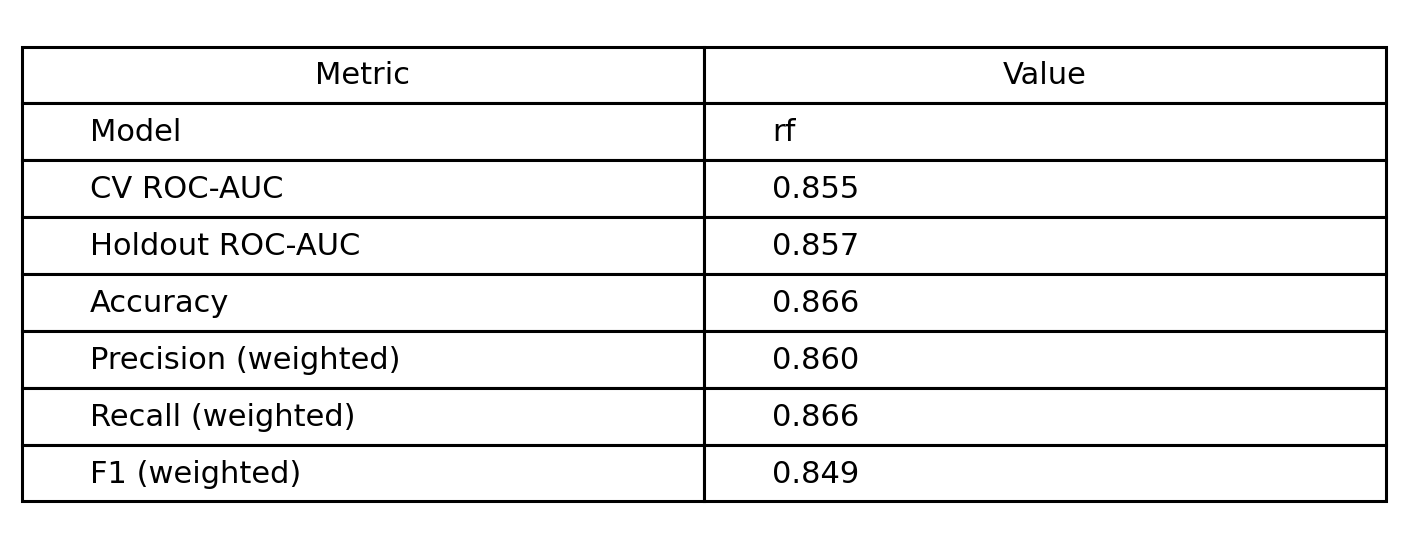 Metric Value
Model rf
CV ROC-AUC 0.855
Holdout ROC-AUC 0.857
Accuracy 0.866
Precision (weighted) 0.860
Recall (weighted) 0.866
F1 (weighted) 0.849